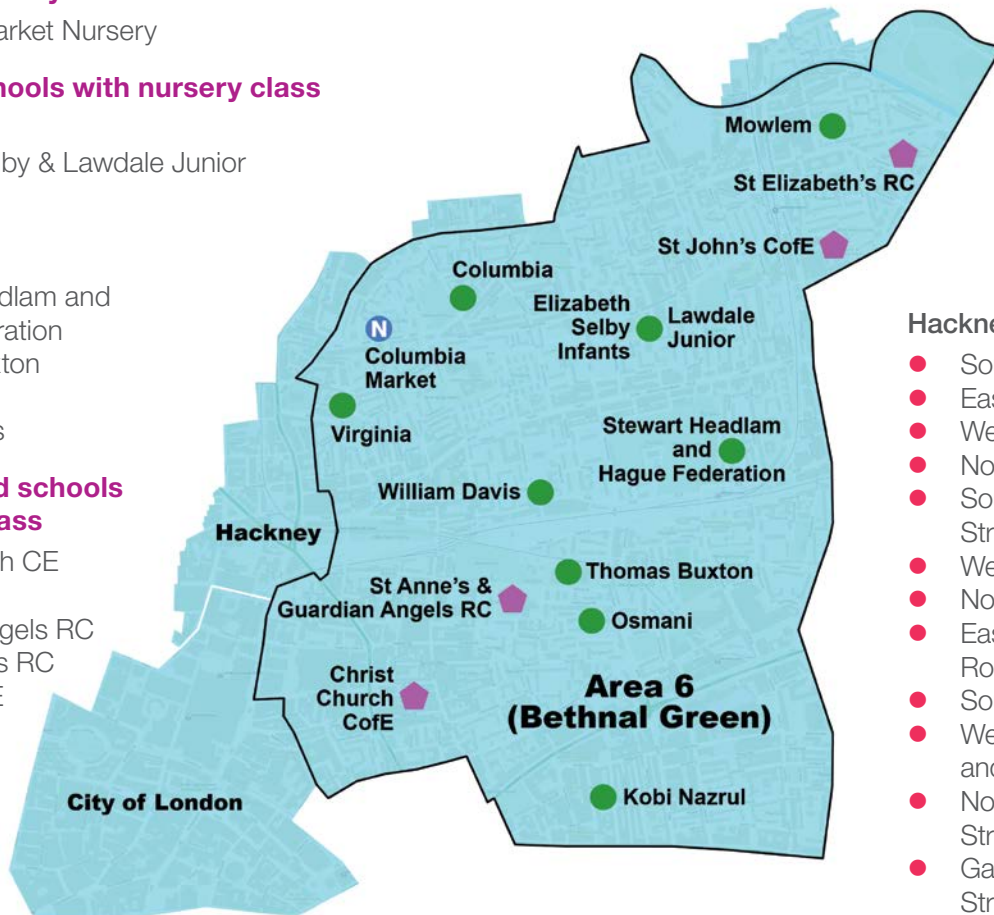 arket Nursery
hools with nursery class
by & Lawdale Junior
dlam and
ration
ton
s
d schools
ass
h CE
gels RC
s RC
E
Mowlem
St Elizabeth's RC
St John's CofE
Columbia
Elizabeth
Selby
Infants
Lawdale
Junior
N
Columbia
Market
Virginia
Stewart Headlam
and
Hague Federation
William Davis
Hackney
Thomas Buxton
St Anne's &
Guardian Angels RC
Osmani
Christ
Church
CofE
Area 6
(Bethnal Green)
City of London
Kobi Nazrul
Hackne
So
Eas
We
No
So
Str
We
No
Eas
Ro
So
We
and
No
Str
Ga
Str